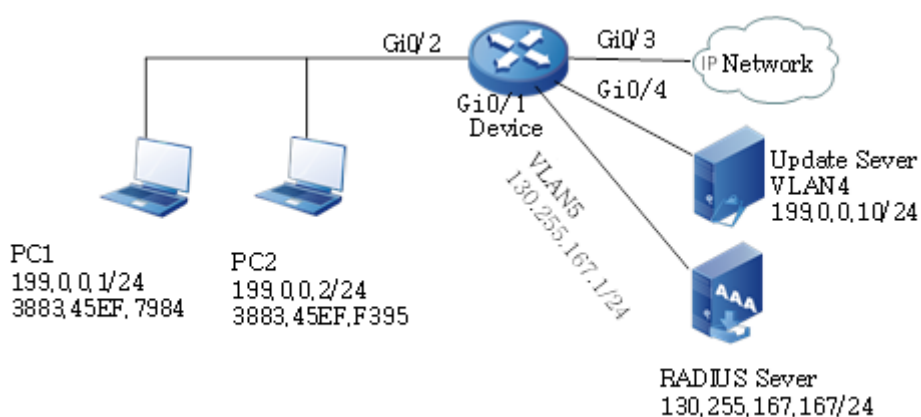 Gi0/2
Gi0/3
IP Network
Gi0/4
Gi0/1
Device
VLAN5
130.255.167.1/24
Update Sever
VLAN4
199,0,0,10/24
PC1
199,0,0,1/24
3883,45EF,7984
PC2
199,0,0,2/24
3883,45EF,F395
AAA
RADIUS Sever
130,255,167,167/24